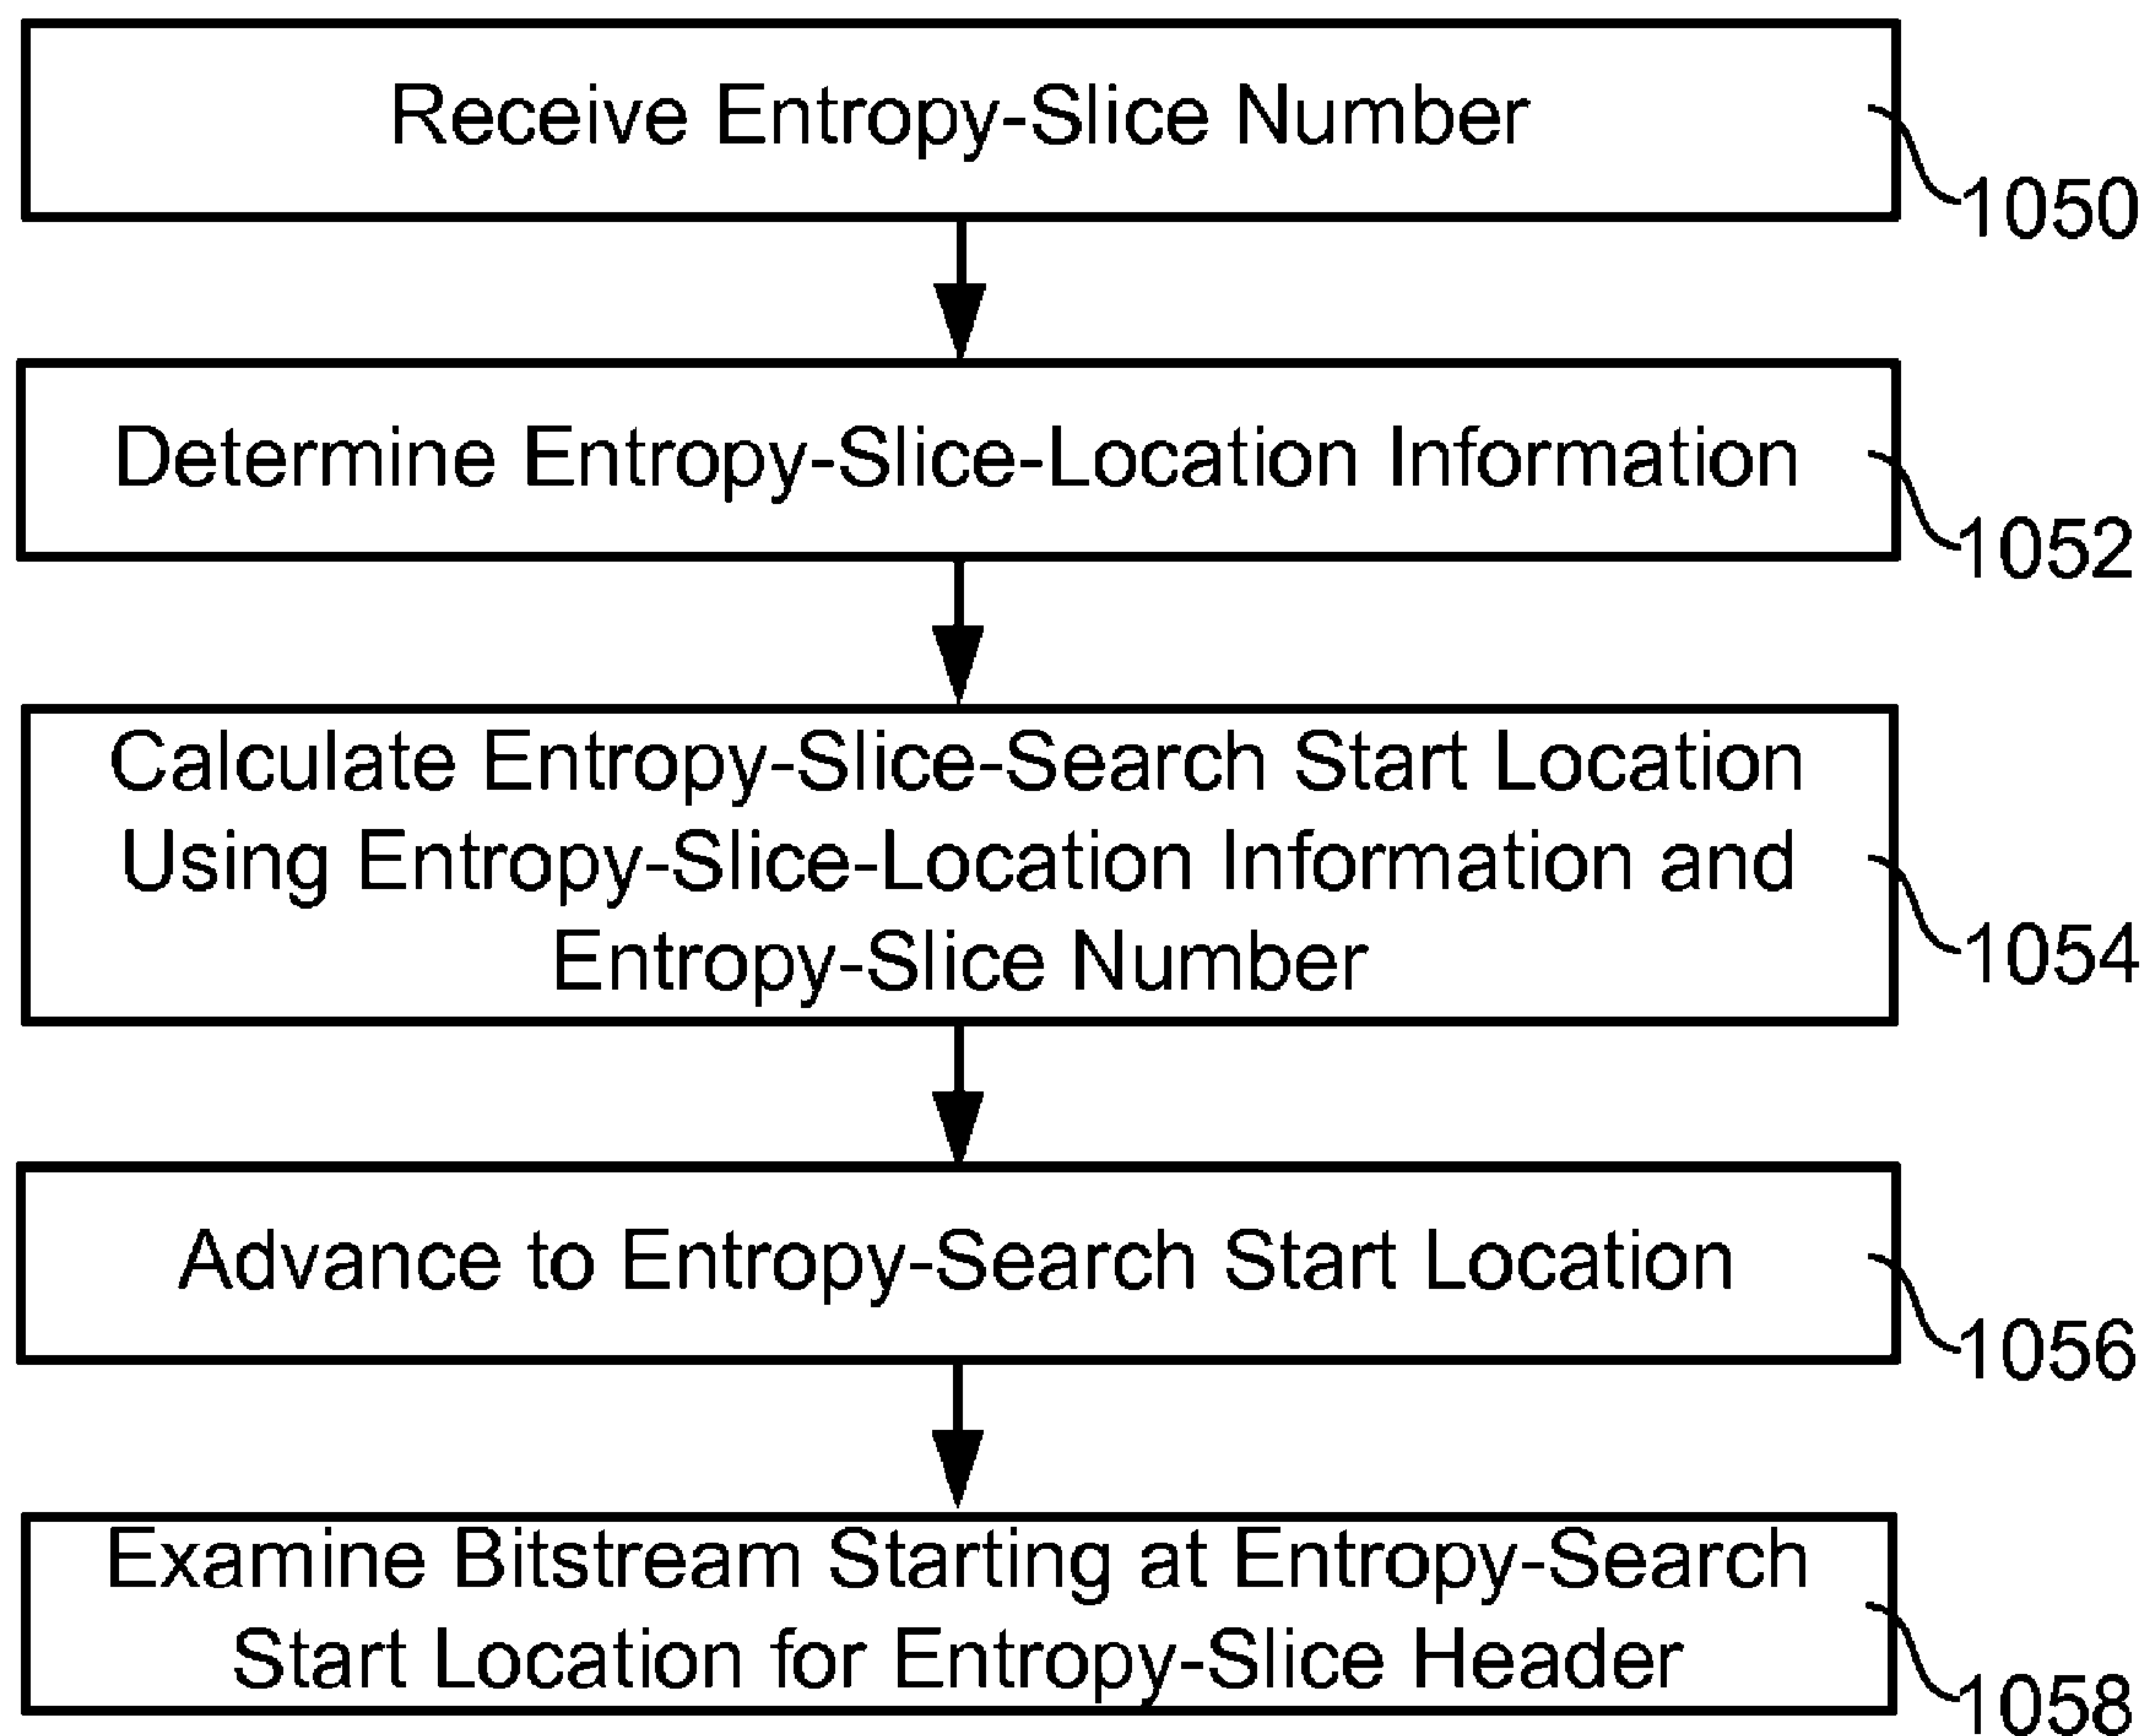 Receive Entropy-Slice Number
1050
Determine Entropy-Slice-Location Information
1052
Calculate Entropy-Slice-Search Start Location
Using Entropy-Slice-Location Information and
Entropy-Slice Number
1054
Advance to Entropy-Search Start Location
1056
Examine Bitstream Starting at Entropy-Search
Start Location for Entropy-Slice Header
1058